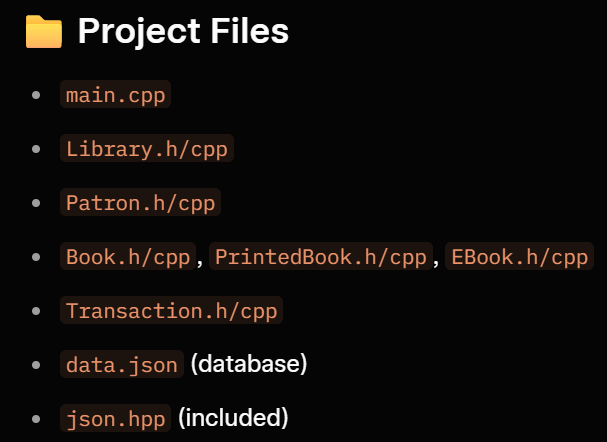 Project Files
main.cpp
Library.h/cpp
Patron.h/cpp
Book.h/cpp, PrintedBook.h/cpp, EBook.h/cpp
Transaction.h/cpp
data.json (database)
json.hpp (included)